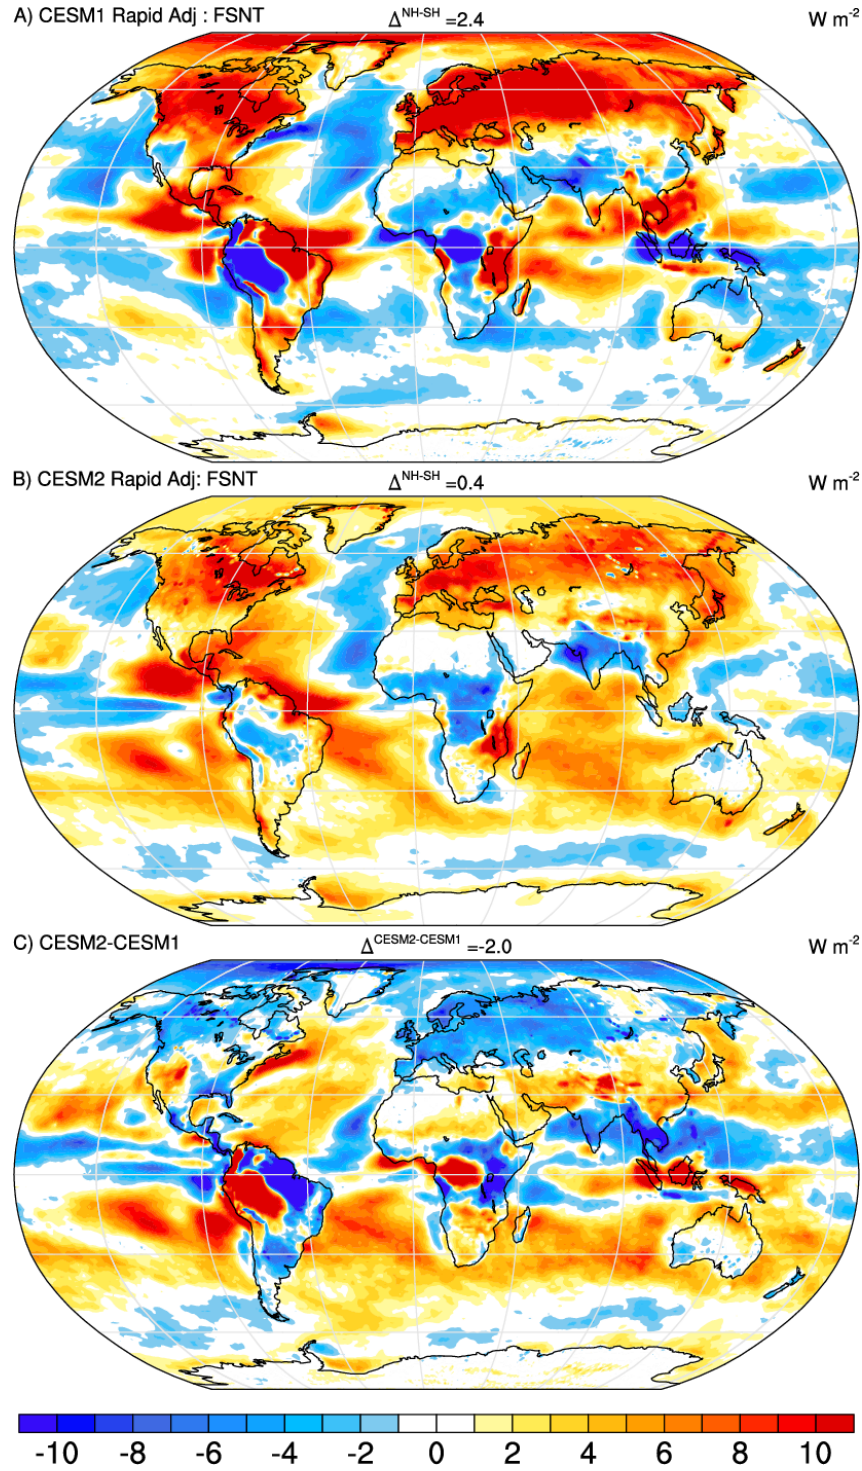 A) CESM1 Rapid Adj : FSNT Δ^NH-SH =2.4 W m⁻²
B) CESM2 Rapid Adj: FSNT Δ^NH-SH =0.4 W m⁻²
C) CESM2-CESM1 Δ^CESM2-CESM1 =-2.0 W m⁻²
-10 -8 -6 -4 -2 0 2 4 6 8 10